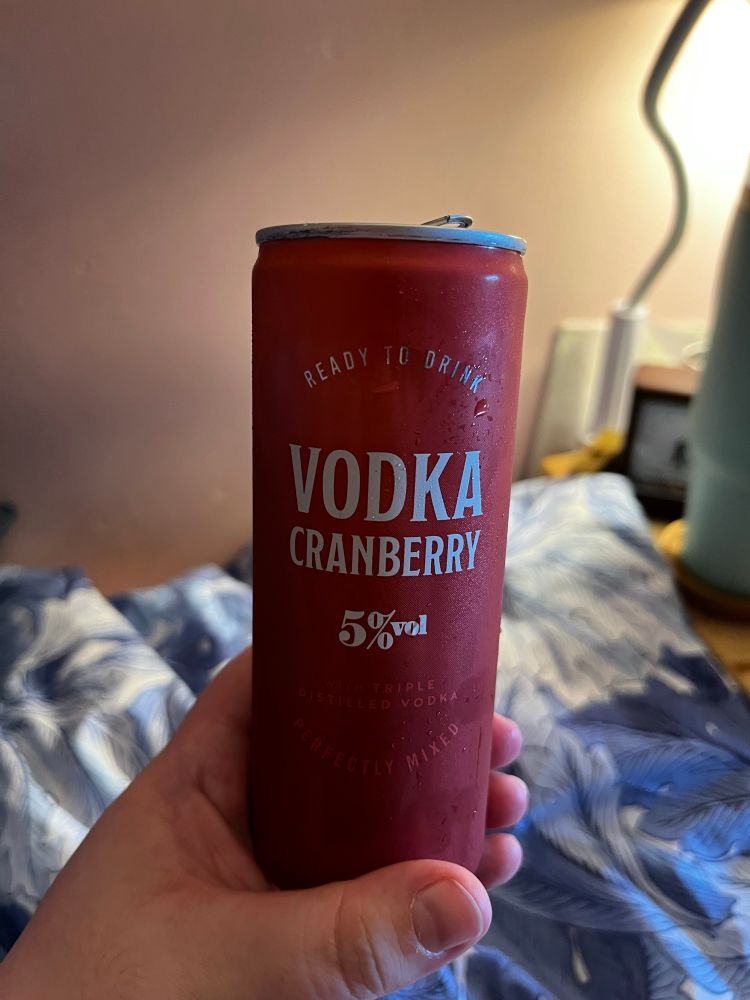 READY TO DRINK
VODKA
CRANBERRY
5%vol
WITH TRIPLE
DISTILLED VODKA
PERFECTLY MIXED